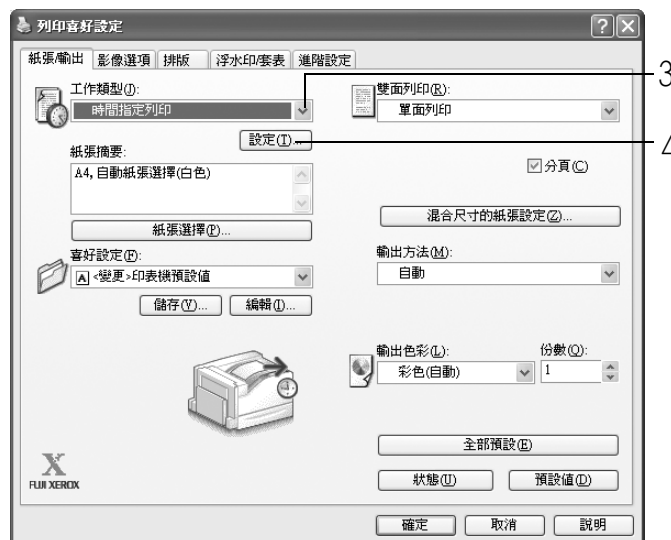 列印喜好設定
紙張/輸出 影像選項 排版 浮水印/套表 進階設定
工作類型(J):
時間指定列印
3
設定(T)...
4
紙張摘要:
A4, 自動紙張選擇(白色)
紙張選擇(P)...
喜好設定(F):
A <變更>印表機預設值
儲存(V)... 編輯(I)...
雙面列印(R):
單面列印
分頁(C)
混合尺寸的紙張設定(Z)...
輸出方法(M):
自動
輸出色彩(L): 份數(O):
彩色(自動) 1
全部預設(E)
狀態(U) 預設值(D)
FUJI XEROX
確定 取消 說明